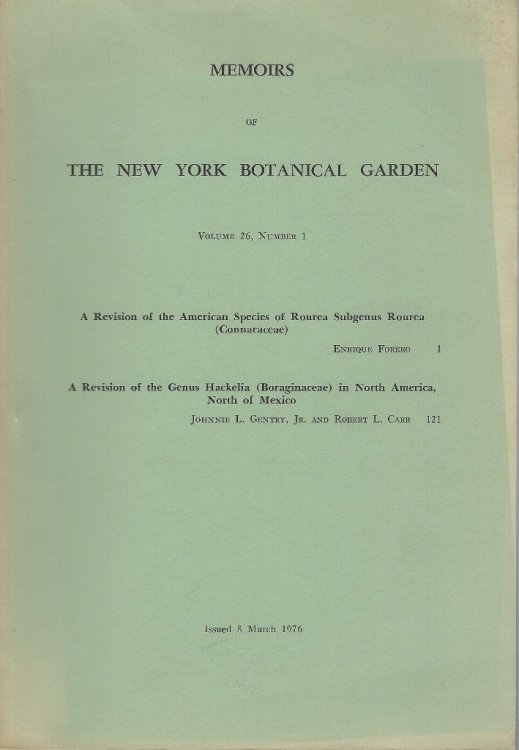 MEMOIRS
OF
THE NEW YORK BOTANICAL GARDEN
VOLUME 26, NUMBER 1
A Revision of the American Species of Rourea Subgenus Rourea
(Connaraceae)
ENRIQUE FORERO 1
A Revision of the Genus Hackelia (Boraginaceae) in North America,
North of Mexico
JOHNNIE L. GENTRY, JR. AND ROBERT L. CARR 121
Issued 8 March 1976